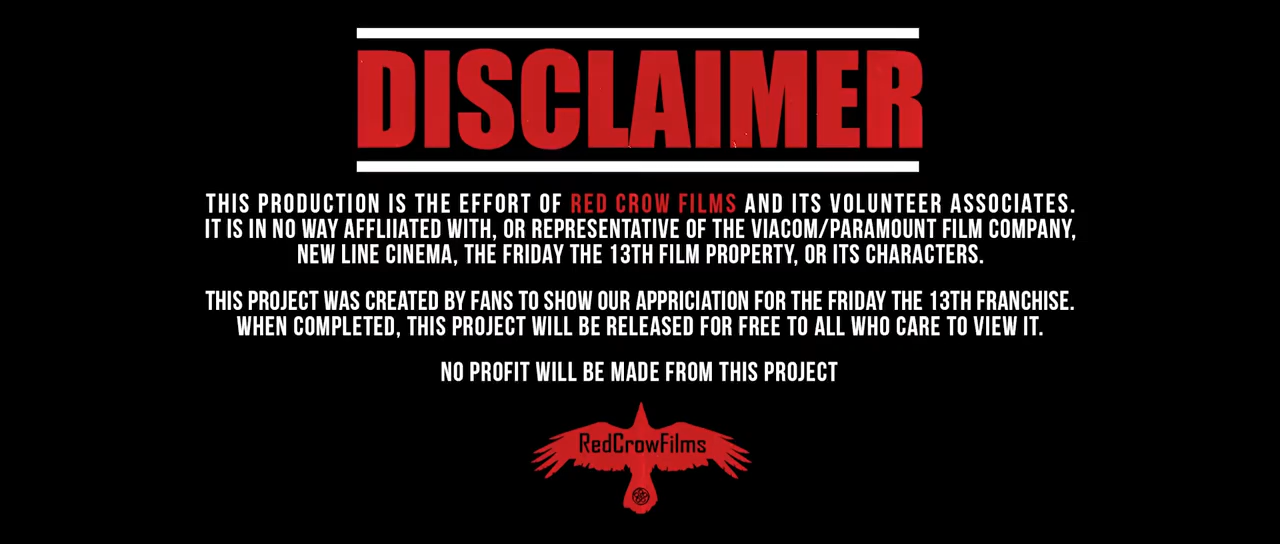 DISCLAIMER
THIS PRODUCTION IS THE EFFORT OF RED CROW FILMS AND ITS VOLUNTEER ASSOCIATES.
IT IS IN NO WAY AFFLIIATED WITH, OR REPRESENTATIVE OF THE VIACOM/PARAMOUNT FILM COMPANY,
NEW LINE CINEMA, THE FRIDAY THE 13TH FILM PROPERTY, OR ITS CHARACTERS.
THIS PROJECT WAS CREATED BY FANS TO SHOW OUR APPRICIATION FOR THE FRIDAY THE 13TH FRANCHISE.
WHEN COMPLETED, THIS PROJECT WILL BE RELEASED FOR FREE TO ALL WHO CARE TO VIEW IT.
NO PROFIT WILL BE MADE FROM THIS PROJECT
RedCrowFilms